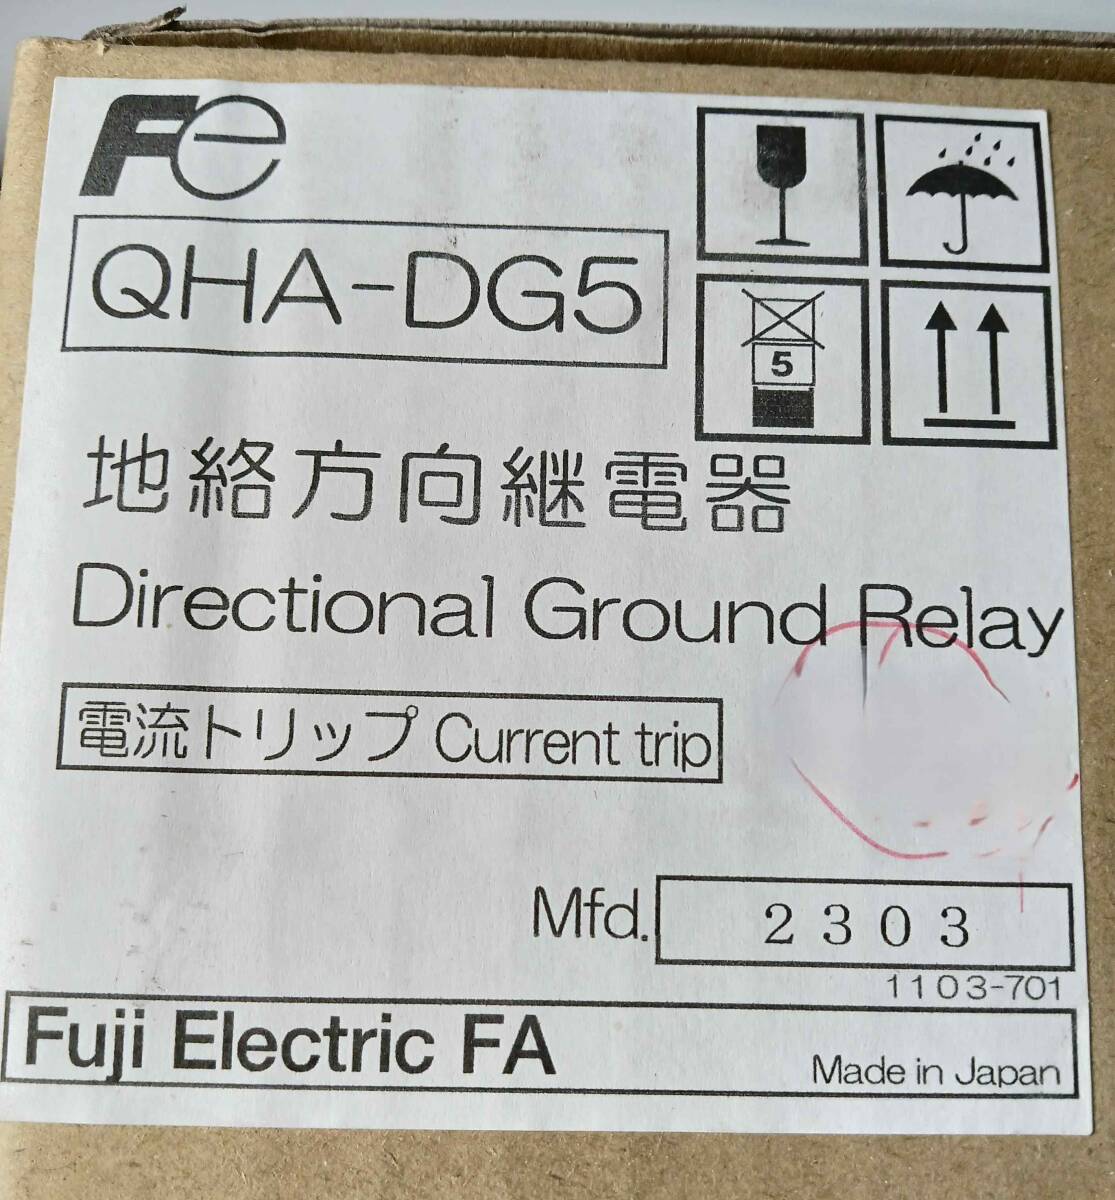 Fe
QHA-DG5
5
地絡方向継電器
Directional Ground Relay
電流トリップ Current trip
Mfd. 2303
1103-701
Fuji Electric FA
Made in Japan